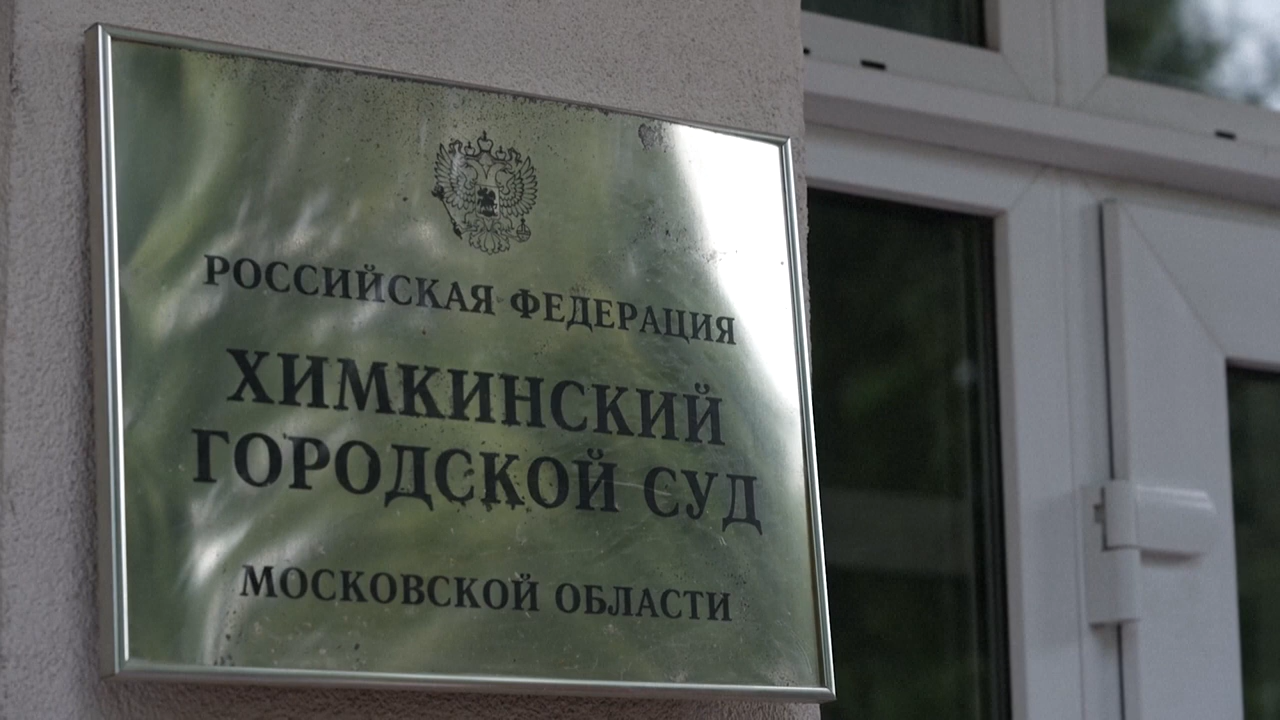 РОССИЙСКАЯ ФЕДЕРАЦИЯ
ХИМКИНСКИЙ
ГОРОДСКОЙ СУД
МОСКОВСКОЙ ОБЛАСТИ